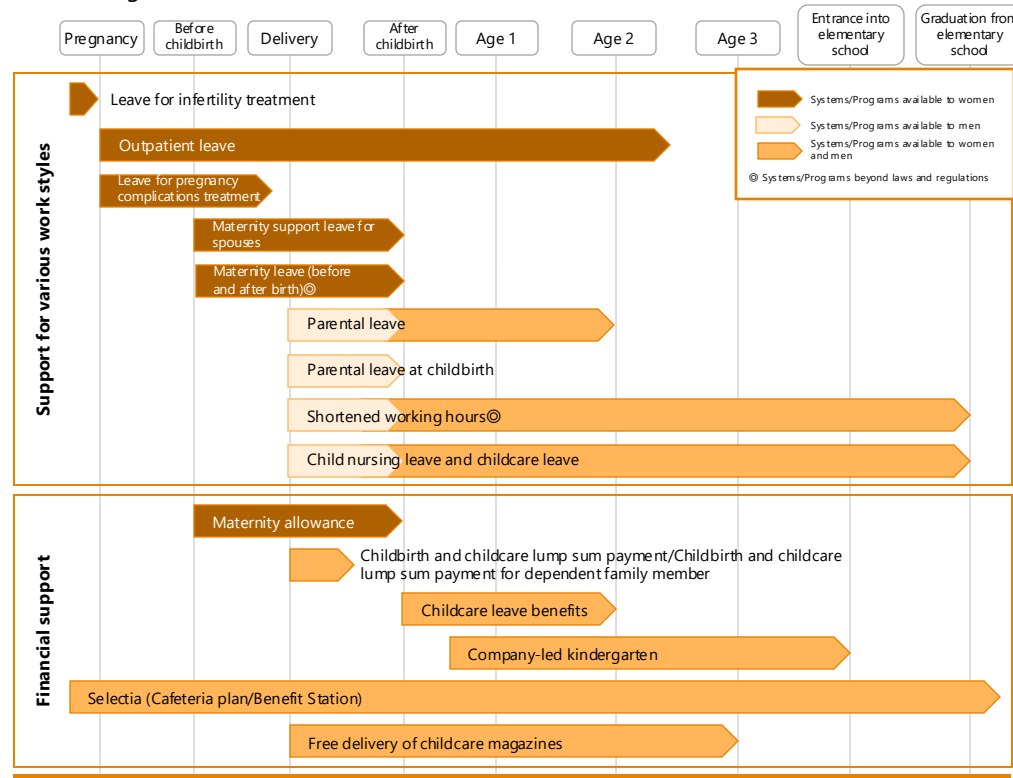 Pregnancy
Before
childbirth
Delivery
After
childbirth
Age 1
Age 2
Age 3
Entrance into
elementary
school
Graduation from
elementary
school
Support for various work styles
Leave for infertility treatment
Outpatient leave
Leave for pregnancy
complications treatment
Maternity support leave for
spouses
Maternity leave (before
and after birth)◎
Parental leave
Parental leave at childbirth
Shortened working hours◎
Child nursing leave and childcare leave
Systems/Programs available to women
Systems/Programs available to men
Systems/Programs available to women
and men
◎ Systems/Programs beyond laws and regulations
Financial support
Maternity allowance
Childbirth and childcare lump sum payment/Childbirth and childcare
lump sum payment for dependent family member
Childcare leave benefits
Company-led kindergarten
Selectia (Cafeteria plan/Benefit Station)
Free delivery of childcare magazines